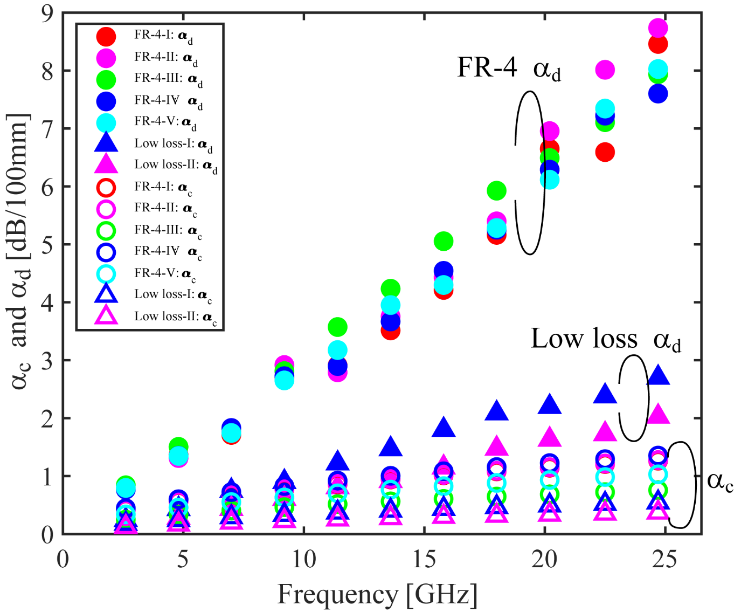 9
8
7
6
5
4
3
2
1
0
αc and αd [dB/100mm]
FR-4-I: αd
FR-4-II: αd
FR-4-III: αd
FR-4-IV αd
FR-4-V: αd
Low loss-I: αd
Low loss-II: αd
FR-4-I: αc
FR-4-II: αc
FR-4-III: αc
FR-4-IV αc
FR-4-V: αc
Low loss-I: αc
Low loss-II: αc
FR-4 αd
Low loss αd
αc
0 5 10 15 20 25
Frequency [GHz]